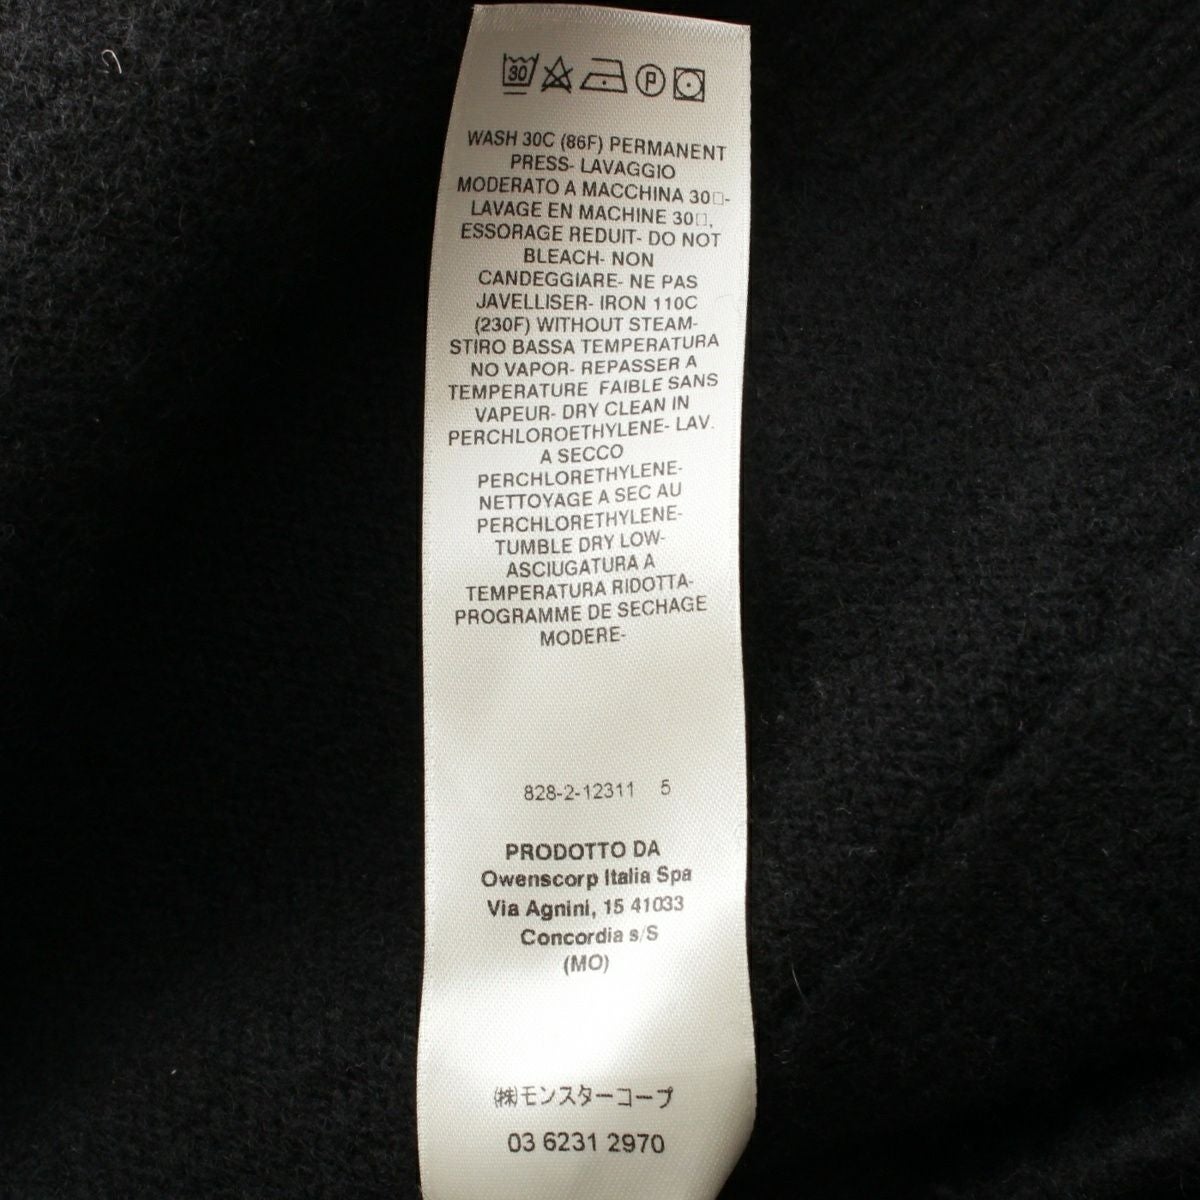 30 P
WASH 30C (86F) PERMANENT
PRESS- LAVAGGIO
MODERATO A MACCHINA 30□-
LAVAGE EN MACHINE 30□,
ESSORAGE REDUIT- DO NOT
BLEACH- NON
CANDEGGIARE- NE PAS
JAVELLISER- IRON 110C
(230F) WITHOUT STEAM-
STIRO BASSA TEMPERATURA
NO VAPOR- REPASSER A
TEMPERATURE FAIBLE SANS
VAPEUR- DRY CLEAN IN
PERCHLOROETHYLENE- LAV.
A SECCO
PERCHLORETHYLENE-
NETTOYAGE A SEC AU
PERCHLORETHYLENE-
TUMBLE DRY LOW-
ASCIUGATURA A
TEMPERATURA RIDOTTA-
PROGRAMME DE SECHAGE
MODERE-
828-2-12311 5
PRODOTTO DA
Owenscorp Italia Spa
Via Agnini, 15 41033
Concordia s/S
(MO)
㈱モンスターコープ
03 6231 2970